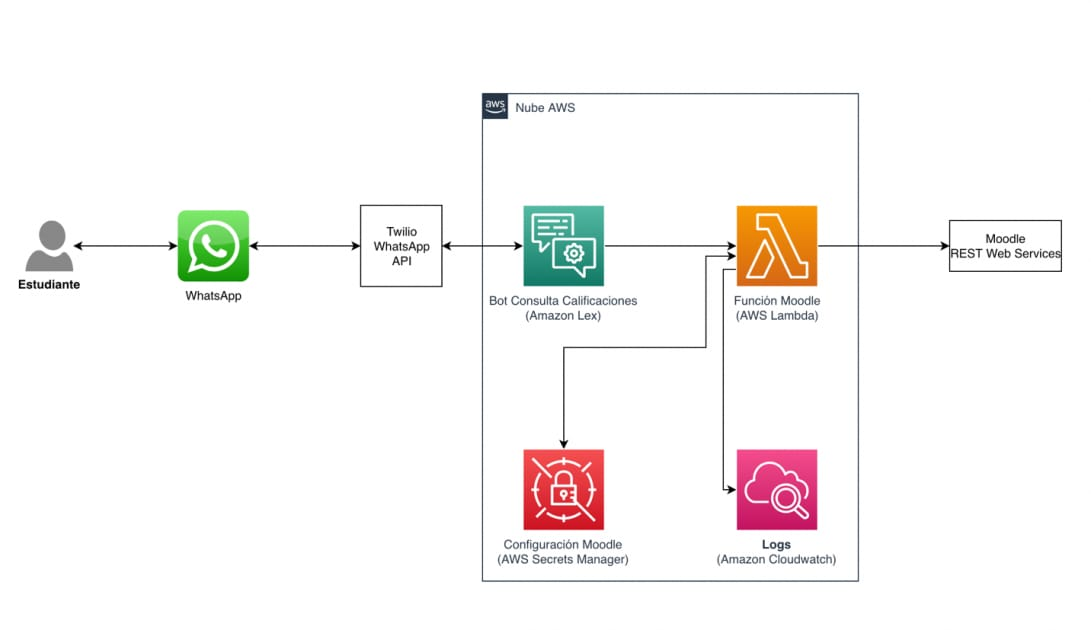 aws
Nube AWS
Estudiante
WhatsApp
Twilio
WhatsApp
API
Bot Consulta Calificaciones
(Amazon Lex)
Función Moodle
(AWS Lambda)
Moodle
REST Web Services
Configuración Moodle
(AWS Secrets Manager)
Logs
(Amazon Cloudwatch)